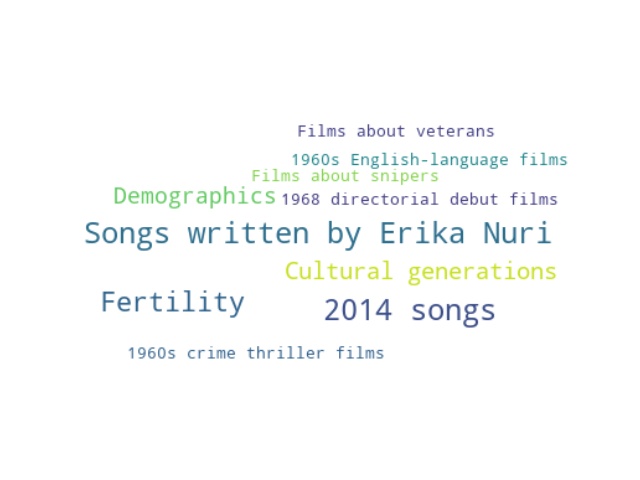 Films about veterans
1960s English-language films
Films about snipers
Demographics
1968 directorial debut films
Songs written by Erika Nuri
Cultural generations
Fertility
2014 songs
1960s crime thriller films